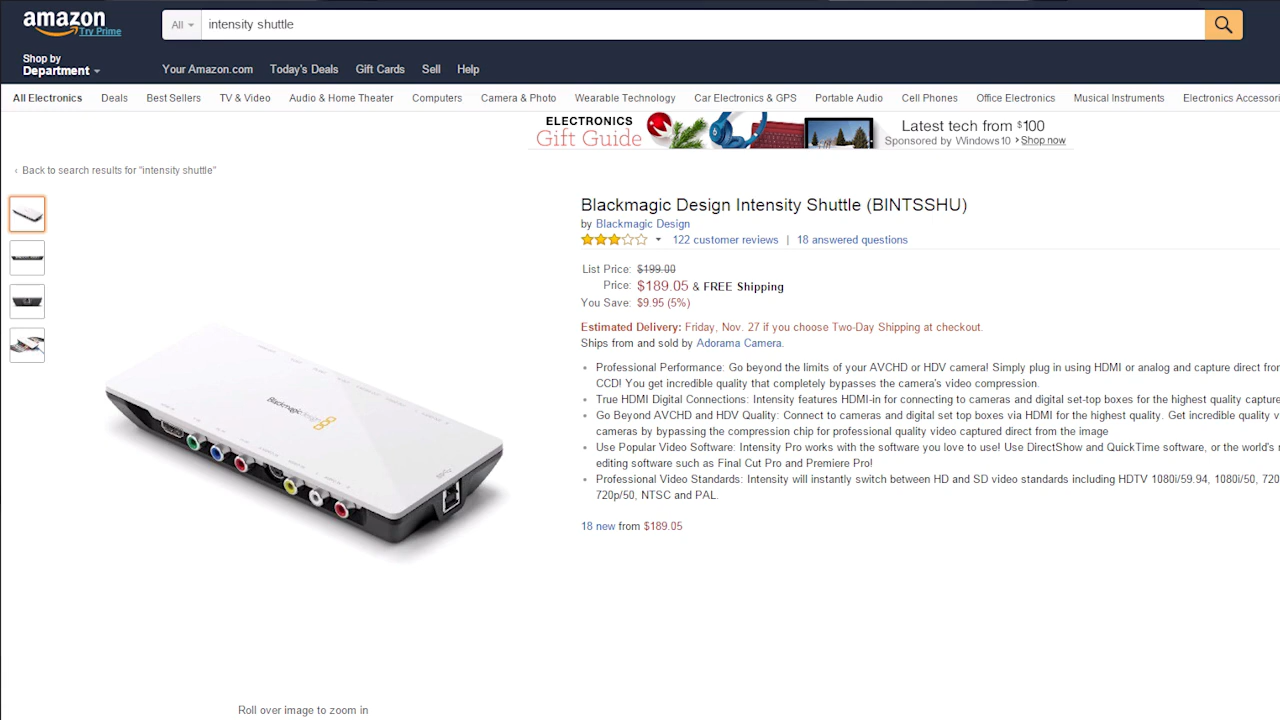 amazon
Try Prime
All
intensity shuttle
Shop by
Department
Your Amazon.com Today's Deals Gift Cards Sell Help
All Electronics Deals Best Sellers TV & Video Audio & Home Theater Computers Camera & Photo Wearable Technology Car Electronics & GPS Portable Audio Cell Phones Office Electronics Musical Instruments Electronics Accessori
ELECTRONICS
Gift Guide
Latest tech from $100
Sponsored by Windows 10 › Shop now
‹ Back to search results for "intensity shuttle"
Blackmagic Design Intensity Shuttle (BINTSSHU)
by Blackmagic Design
122 customer reviews | 18 answered questions
List Price: $199.00
Price: $189.05 & FREE Shipping
You Save: $9.95 (5%)
Estimated Delivery: Friday, Nov. 27 if you choose Two-Day Shipping at checkout.
Ships from and sold by Adorama Camera.
• Professional Performance: Go beyond the limits of your AVCHD or HDV camera! Simply plug in using HDMI or analog and capture direct from
CCD! You get incredible quality that completely bypasses the camera's video compression.
• True HDMI Digital Connections: Intensity features HDMI-in for connecting to cameras and digital set-top boxes for the highest quality capture
• Go Beyond AVCHD and HDV Quality: Connect to cameras and digital set top boxes via HDMI for the highest quality. Get incredible quality v
cameras by bypassing the compression chip for professional quality video captured direct from the image
• Use Popular Video Software: Intensity Pro works with the software you love to use! Use DirectShow and QuickTime software, or the world's
editing software such as Final Cut Pro and Premiere Pro!
• Professional Video Standards: Intensity will instantly switch between HD and SD video standards including HDTV 1080i/59.94, 1080i/50, 720
720p/50, NTSC and PAL.
18 new from $189.05
Blackmagicdesign
Roll over image to zoom in